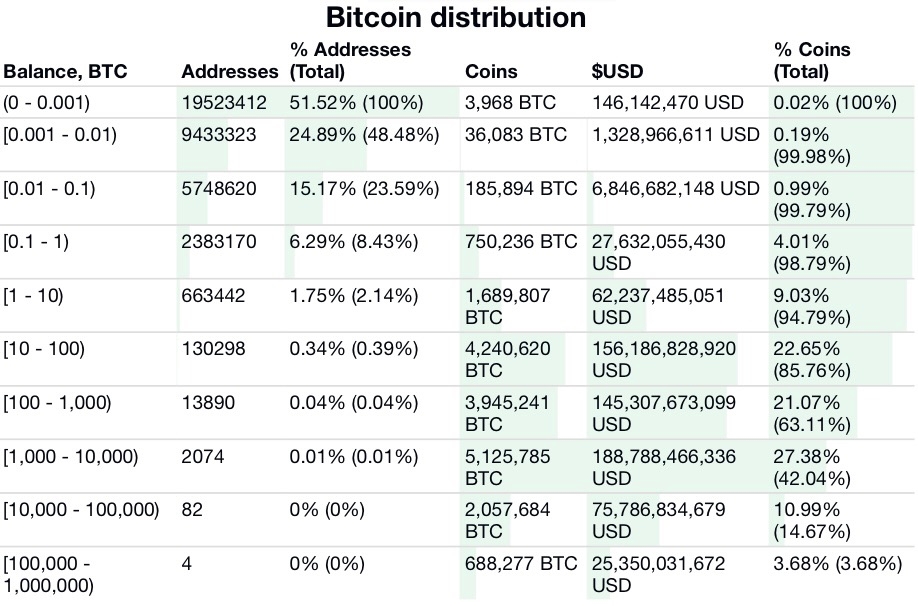 Bitcoin distribution
Balance, BTC Addresses % Addresses (Total) Coins $USD % Coins (Total)
(0 - 0.001) 19523412 51.52% (100%) 3,968 BTC 146,142,470 USD 0.02% (100%)
[0.001 - 0.01) 9433323 24.89% (48.48%) 36,083 BTC 1,328,966,611 USD 0.19% (99.98%)
[0.01 - 0.1) 5748620 15.17% (23.59%) 185,894 BTC 6,846,682,148 USD 0.99% (99.79%)
[0.1 - 1) 2383170 6.29% (8.43%) 750,236 BTC 27,632,055,430 USD 4.01% (98.79%)
[1 - 10) 663442 1.75% (2.14%) 1,689,807 BTC 62,237,485,051 USD 9.03% (94.79%)
[10 - 100) 130298 0.34% (0.39%) 4,240,620 BTC 156,186,828,920 USD 22.65% (85.76%)
[100 - 1,000) 13890 0.04% (0.04%) 3,945,241 BTC 145,307,673,099 USD 21.07% (63.11%)
[1,000 - 10,000) 2074 0.01% (0.01%) 5,125,785 BTC 188,788,466,336 USD 27.38% (42.04%)
[10,000 - 100,000) 82 0% (0%) 2,057,684 BTC 75,786,834,679 USD 10.99% (14.67%)
[100,000 - 1,000,000) 4 0% (0%) 688,277 BTC 25,350,031,672 USD 3.68% (3.68%)